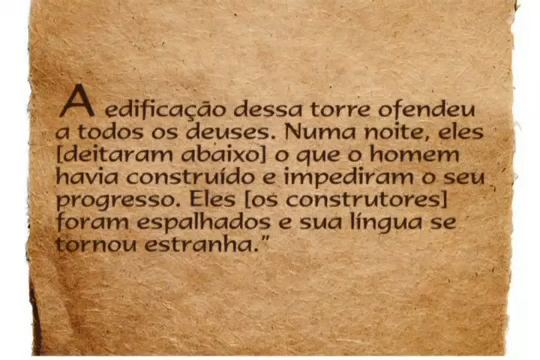 A edificação dessa torre ofendeu
a todos os deuses. Numa noite, eles
[deitaram abaixo] o que o homem
havia construído e impediram o seu
progresso. Eles [os construtores]
foram espalhados e sua língua se
tornou estranha.”